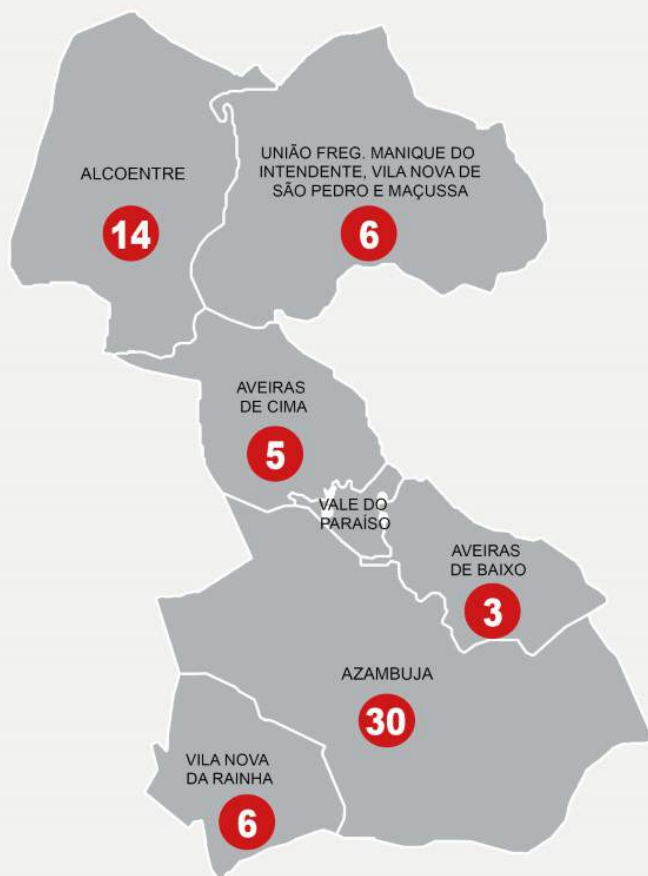 ALCOENTRE
14
UNIÃO FREG. MANIQUE DO
INTENDENTE, VILA NOVA DE
SÃO PEDRO E MAÇUSSA
6
AVEIRAS
DE CIMA
5
VALE DO
PARAÍSO
AVEIRAS
DE BAIXO
3
AZAMBUJA
30
VILA NOVA
DA RAINHA
6